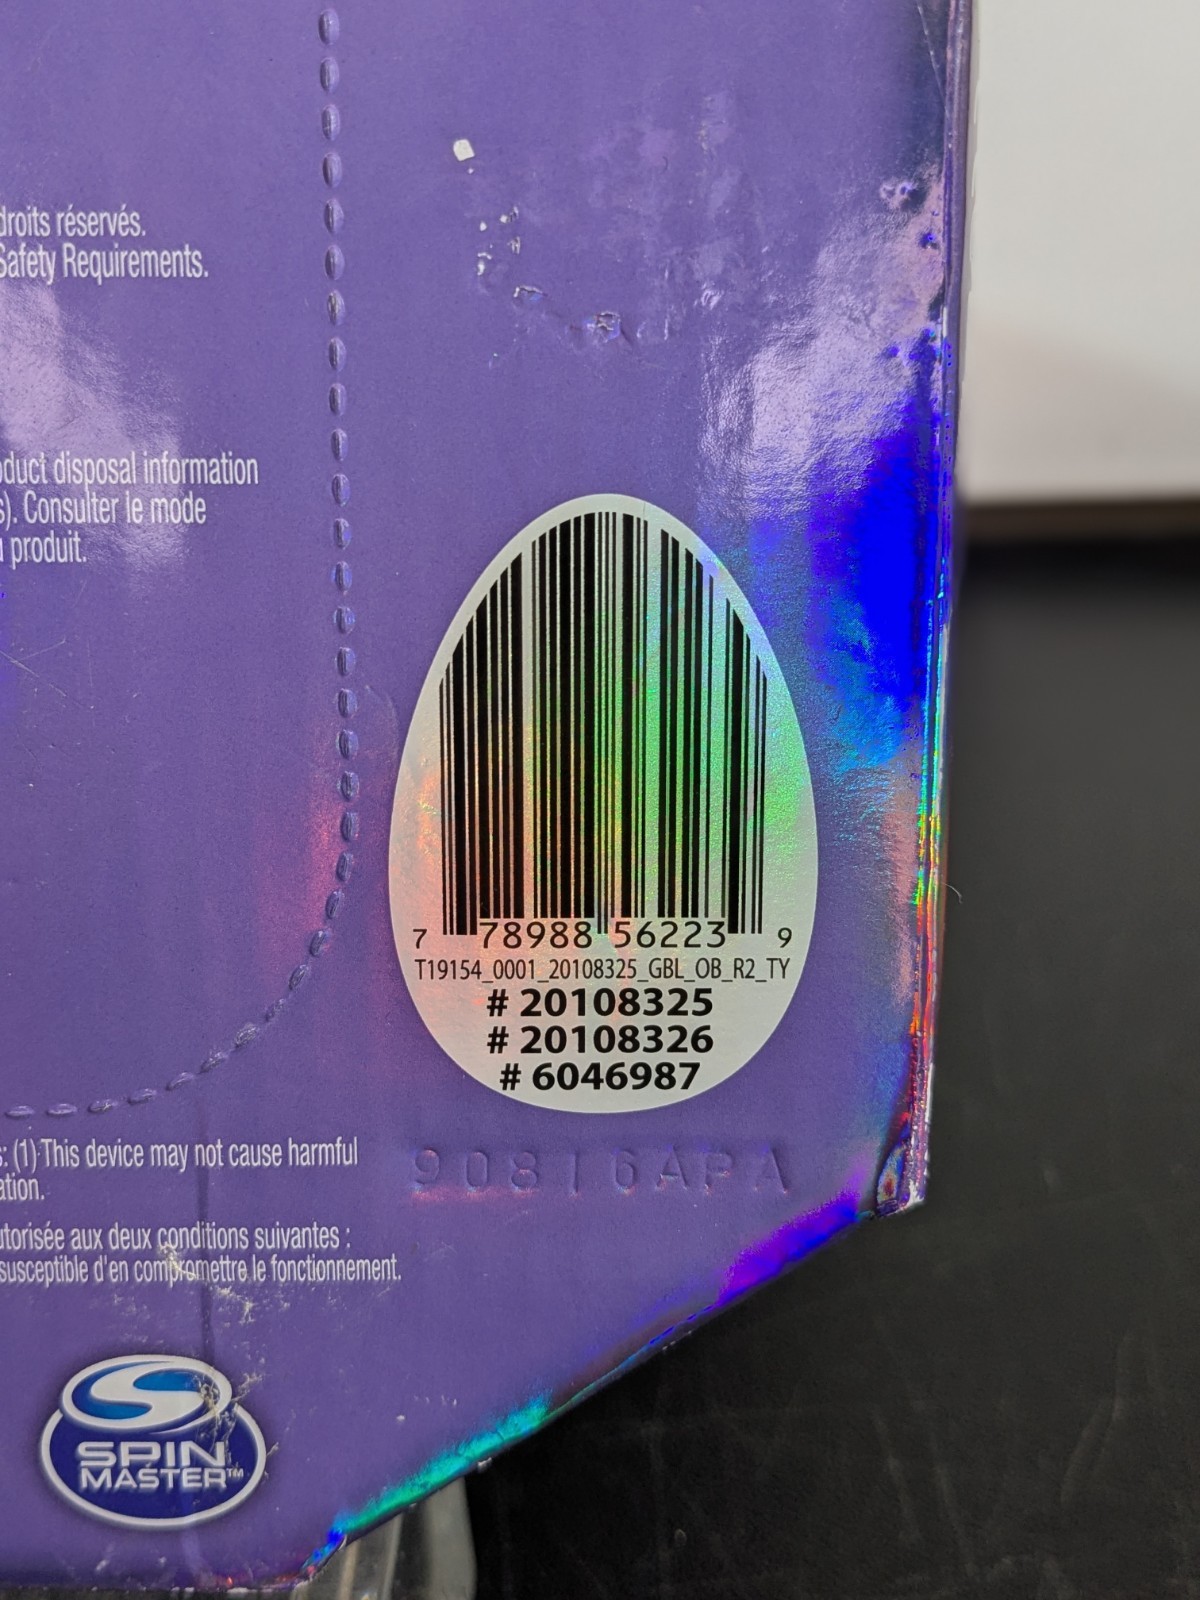 droits réservés.
Safety Requirements.
oduct disposal information
s). Consulter le mode
produit.
7 78988 56223 9
T19154_0001_20108325_GBL_OB_R2_TY
# 20108325
# 20108326
# 6046987
90816APA
s: (1) This device may not cause harmful
ation.
utorisée aux deux conditions suivantes :
susceptible d'en compromettre le fonctionnement.
SPIN
MASTER™